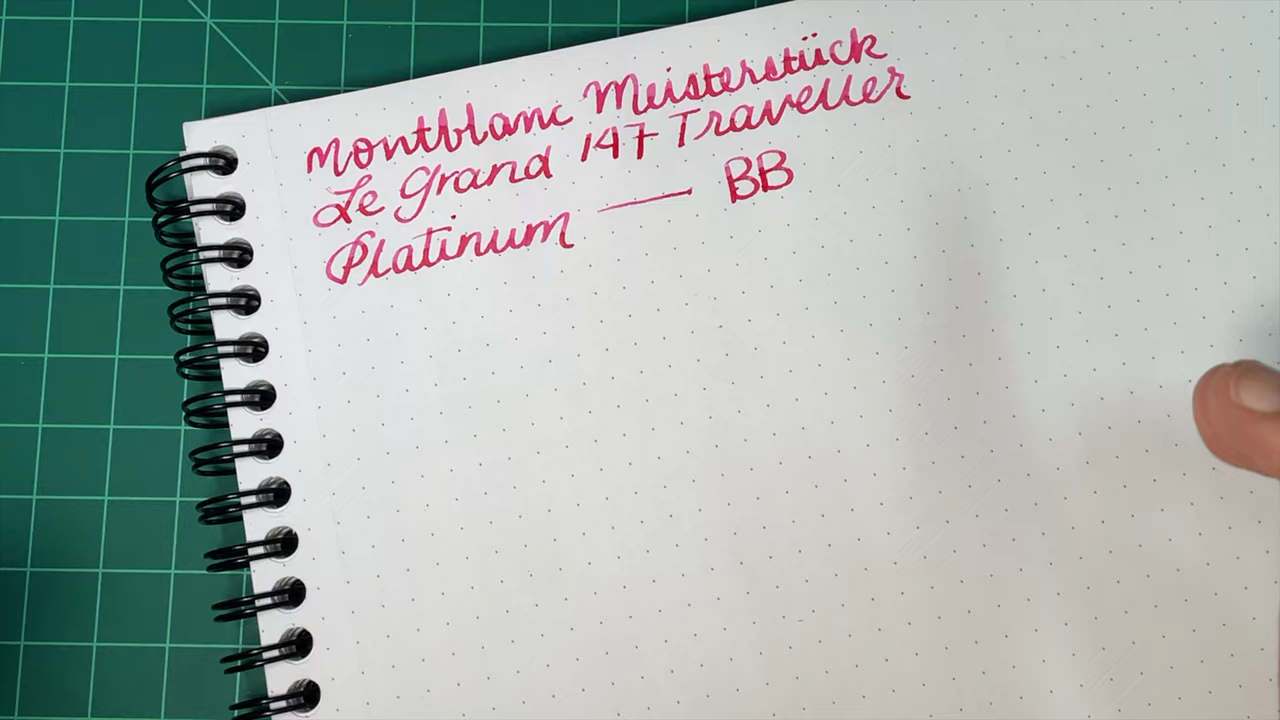 Montblanc Meisterstück
Le Grand 147 Traveller
Platinum — BB